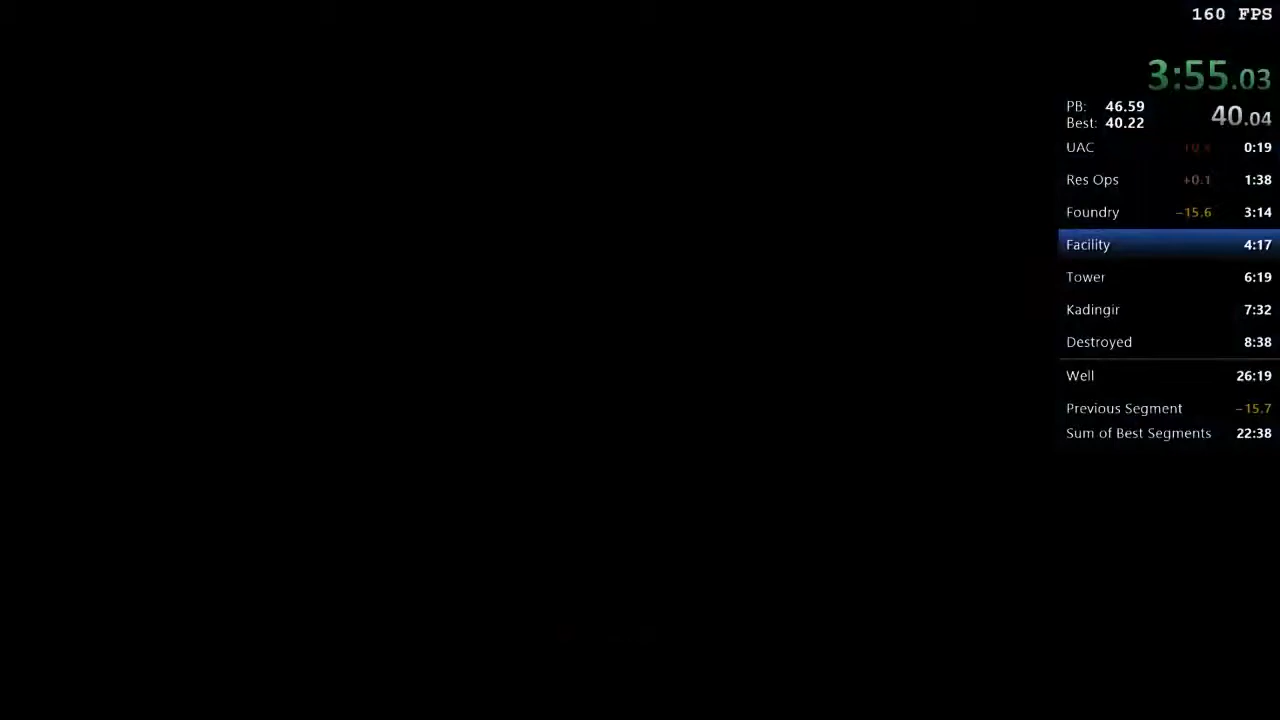 160 FPS
3:55.03
PB: 46.59
40.04
Best: 40.22
UAC 0:19
Res Ops +0.1 1:38
Foundry −15.6 3:14
Facility 4:17
Tower 6:19
Kadingir 7:32
Destroyed 8:38
Well 26:19
Previous Segment −15.7
Sum of Best Segments 22:38